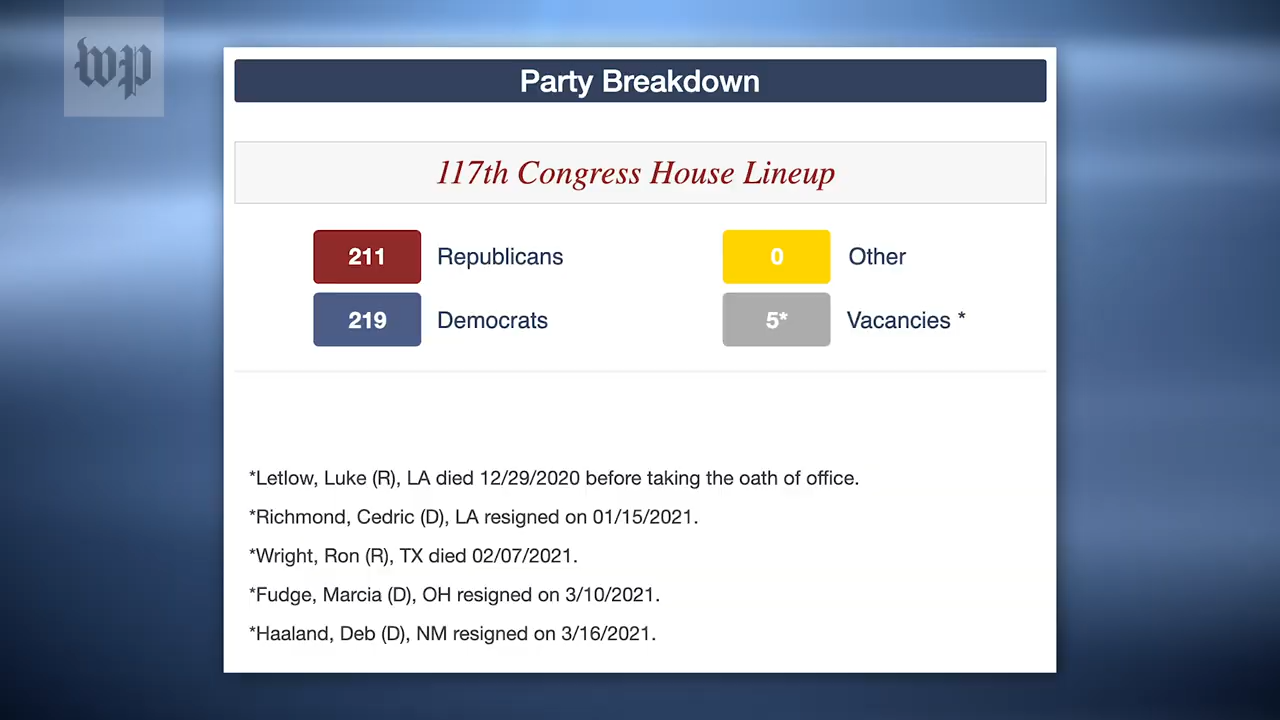 wp
Party Breakdown
117th Congress House Lineup
211 Republicans 0 Other
219 Democrats 5* Vacancies *
*Letlow, Luke (R), LA died 12/29/2020 before taking the oath of office.
*Richmond, Cedric (D), LA resigned on 01/15/2021.
*Wright, Ron (R), TX died 02/07/2021.
*Fudge, Marcia (D), OH resigned on 3/10/2021.
*Haaland, Deb (D), NM resigned on 3/16/2021.